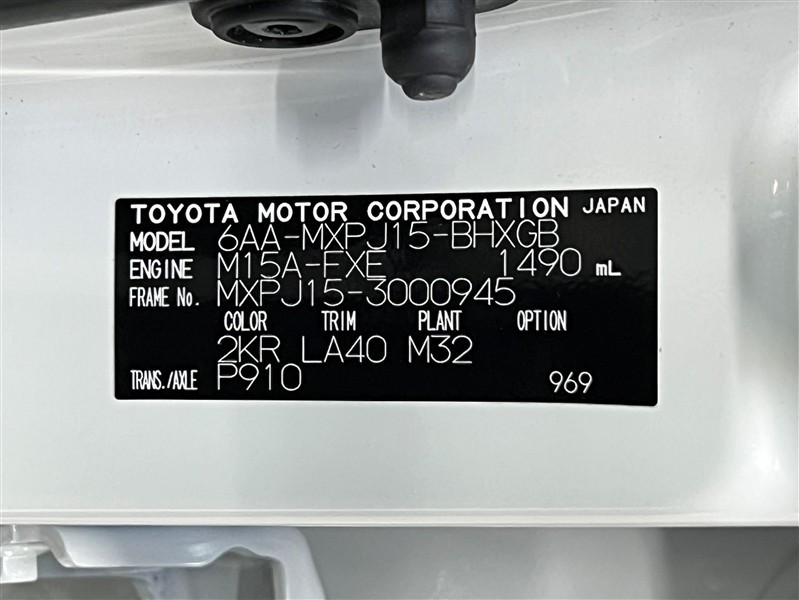 TOYOTA MOTOR CORPORATION JAPAN
MODEL 6AA-MXPJ15-BHXGB
ENGINE M15A-FXE 1490 mL
FRAME No. MXPJ15-3000945
COLOR TRIM PLANT OPTION
2KR LA40 M32
TRANS./AXLE P910 969